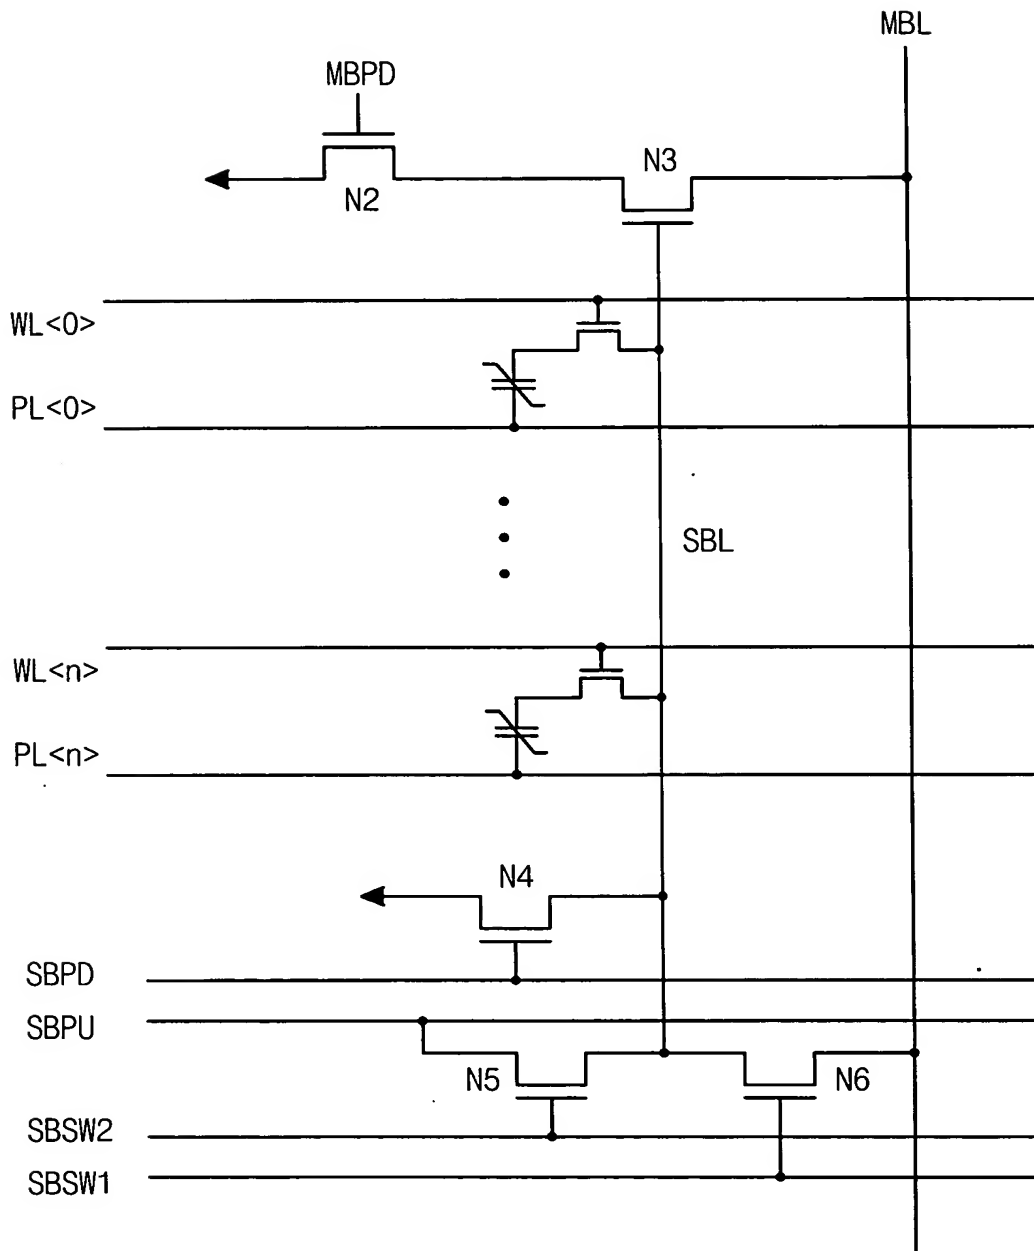 MBL
MBPD
N3
N2
WL<0>
PL<0>
SBL
WL<n>
PL<n>
N4
SBPD
SBPU
N5
N6
SBSW2
SBSW1